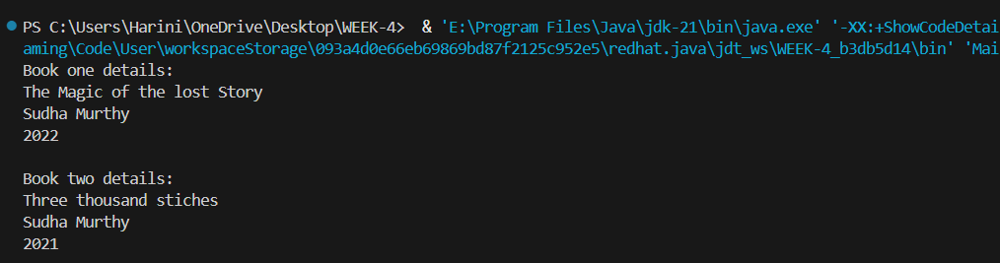 PS C:\Users\Harini\OneDrive\Desktop\WEEK-4>  & 'E:\Program Files\Java\jdk-21\bin\java.exe' '-XX:+ShowCodeDetai
aming\Code\User\workspaceStorage\093a4d0e66eb69869bd87f2125c952e5\redhat.java\jdt_ws\WEEK-4_b3db5d14\bin' 'Mai
Book one details:
The Magic of the lost Story
Sudha Murthy
2022
Book two details:
Three thousand stiches
Sudha Murthy
2021